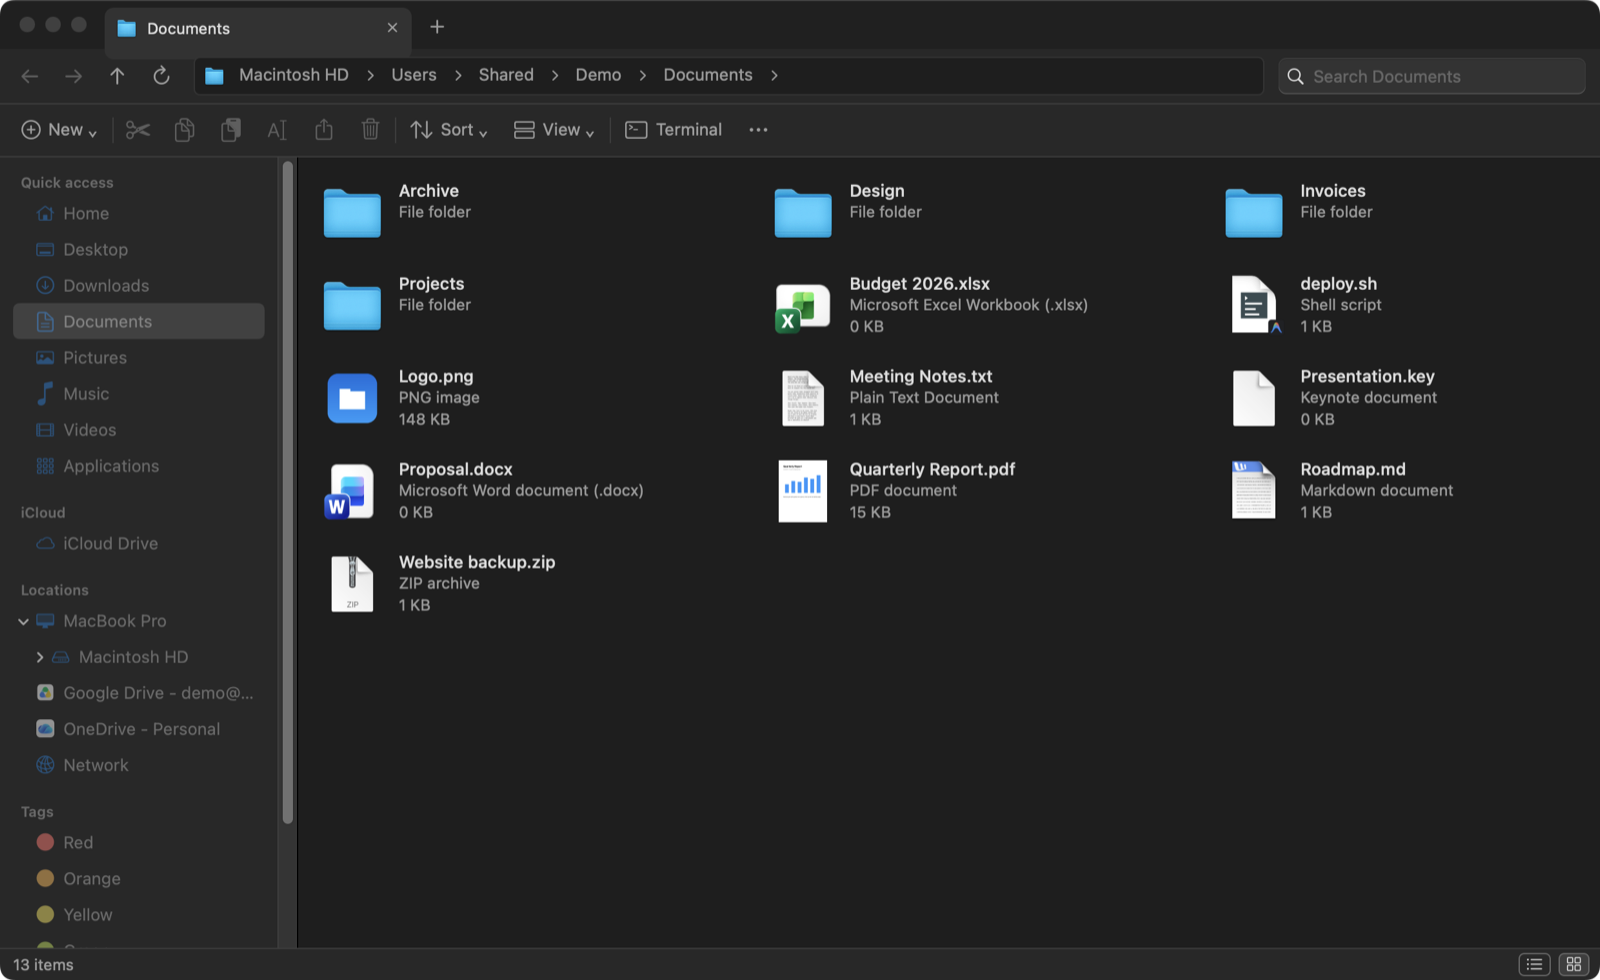 Documents
Macintosh HD > Users > Shared > Demo > Documents >
Search Documents
New
Sort
View
Terminal
Quick access
Home
Desktop
Downloads
Documents
Pictures
Music
Videos
Applications
iCloud
iCloud Drive
Locations
MacBook Pro
Macintosh HD
Google Drive - demo@...
OneDrive - Personal
Network
Tags
Red
Orange
Yellow
Archive
File folder
Design
File folder
Invoices
File folder
Projects
File folder
Budget 2026.xlsx
Microsoft Excel Workbook (.xlsx)
0 KB
deploy.sh
Shell script
1 KB
Logo.png
PNG image
148 KB
Meeting Notes.txt
Plain Text Document
1 KB
Presentation.key
Keynote document
0 KB
Proposal.docx
Microsoft Word document (.docx)
0 KB
Quarterly Report.pdf
PDF document
15 KB
Roadmap.md
Markdown document
1 KB
ZIP
Website backup.zip
ZIP archive
1 KB
13 items